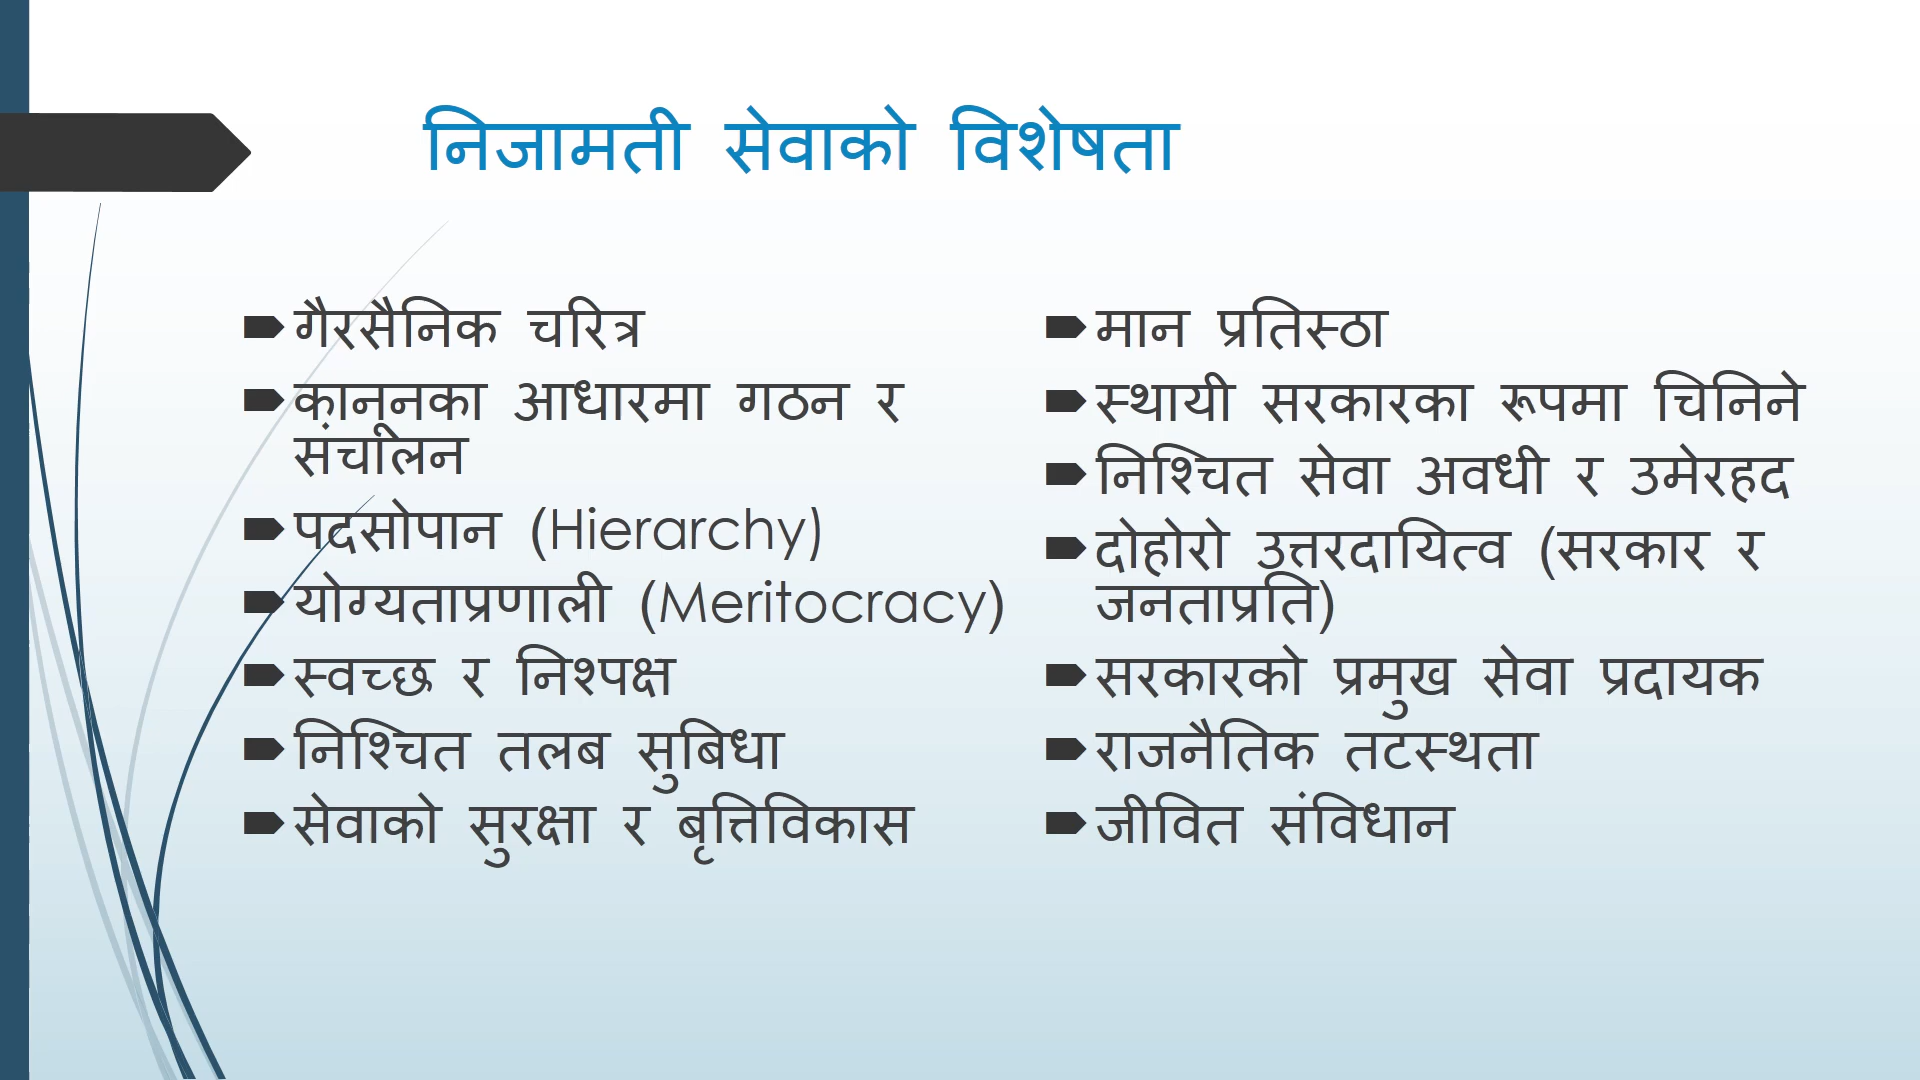 निजामती सेवाको विशेषता
गैरसैनिक चरित्र
कानूनका आधारमा गठन र
संचालन
पदसोपान (Hierarchy)
योग्यताप्रणाली (Meritocracy)
स्वच्छ र निश्पक्ष
निश्चित तलब सुबिधा
सेवाको सुरक्षा र बृत्तिविकास
मान प्रतिस्ठा
स्थायी सरकारका रूपमा चिनिने
निश्चित सेवा अवधी र उमेरहद
दोहोरो उत्तरदायित्व (सरकार र
जनताप्रति)
सरकारको प्रमुख सेवा प्रदायक
राजनैतिक तटस्थता
जीवित संविधान